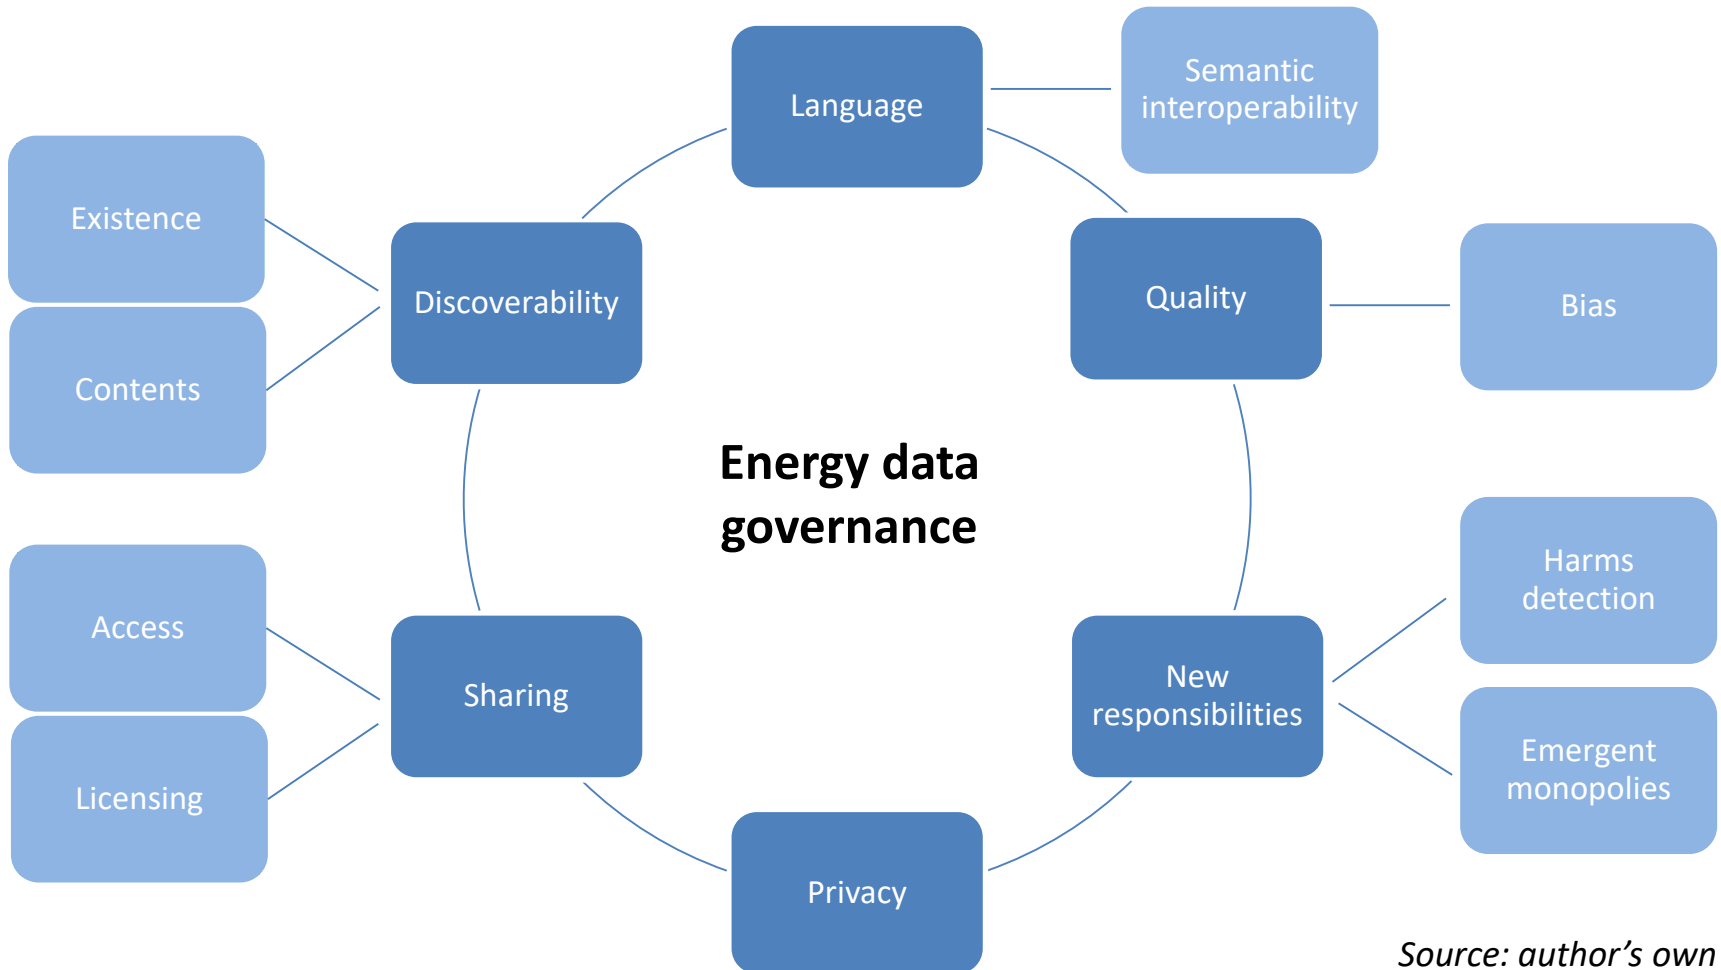 Language
Semantic
interoperability
Existence
Discoverability
Contents
Quality
Bias
Energy data
governance
Access
Sharing
Licensing
New
responsibilities
Harms
detection
Emergent
monopolies
Privacy
Source: author’s own